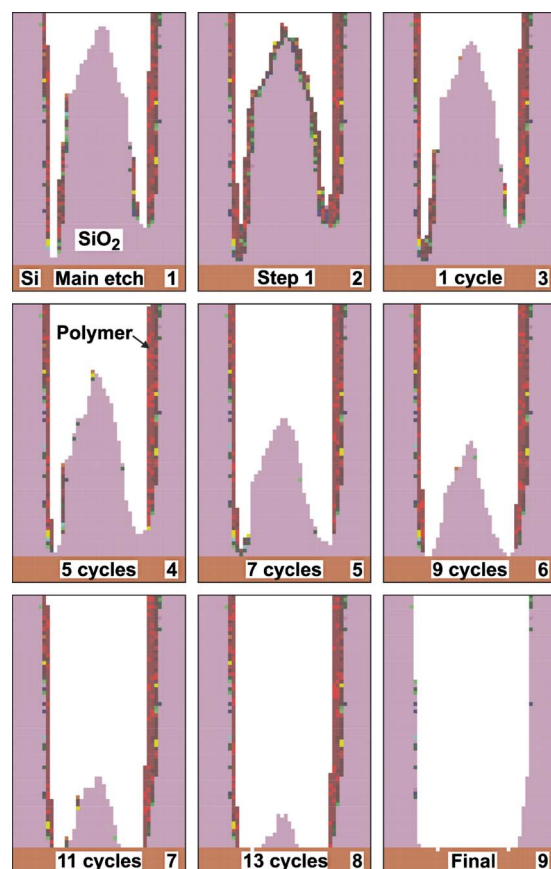 SiO2
Si Main etch 1
Step 1 2
1 cycle 3
Polymer
5 cycles 4
7 cycles 5
9 cycles 6
11 cycles 7
13 cycles 8
Final 9